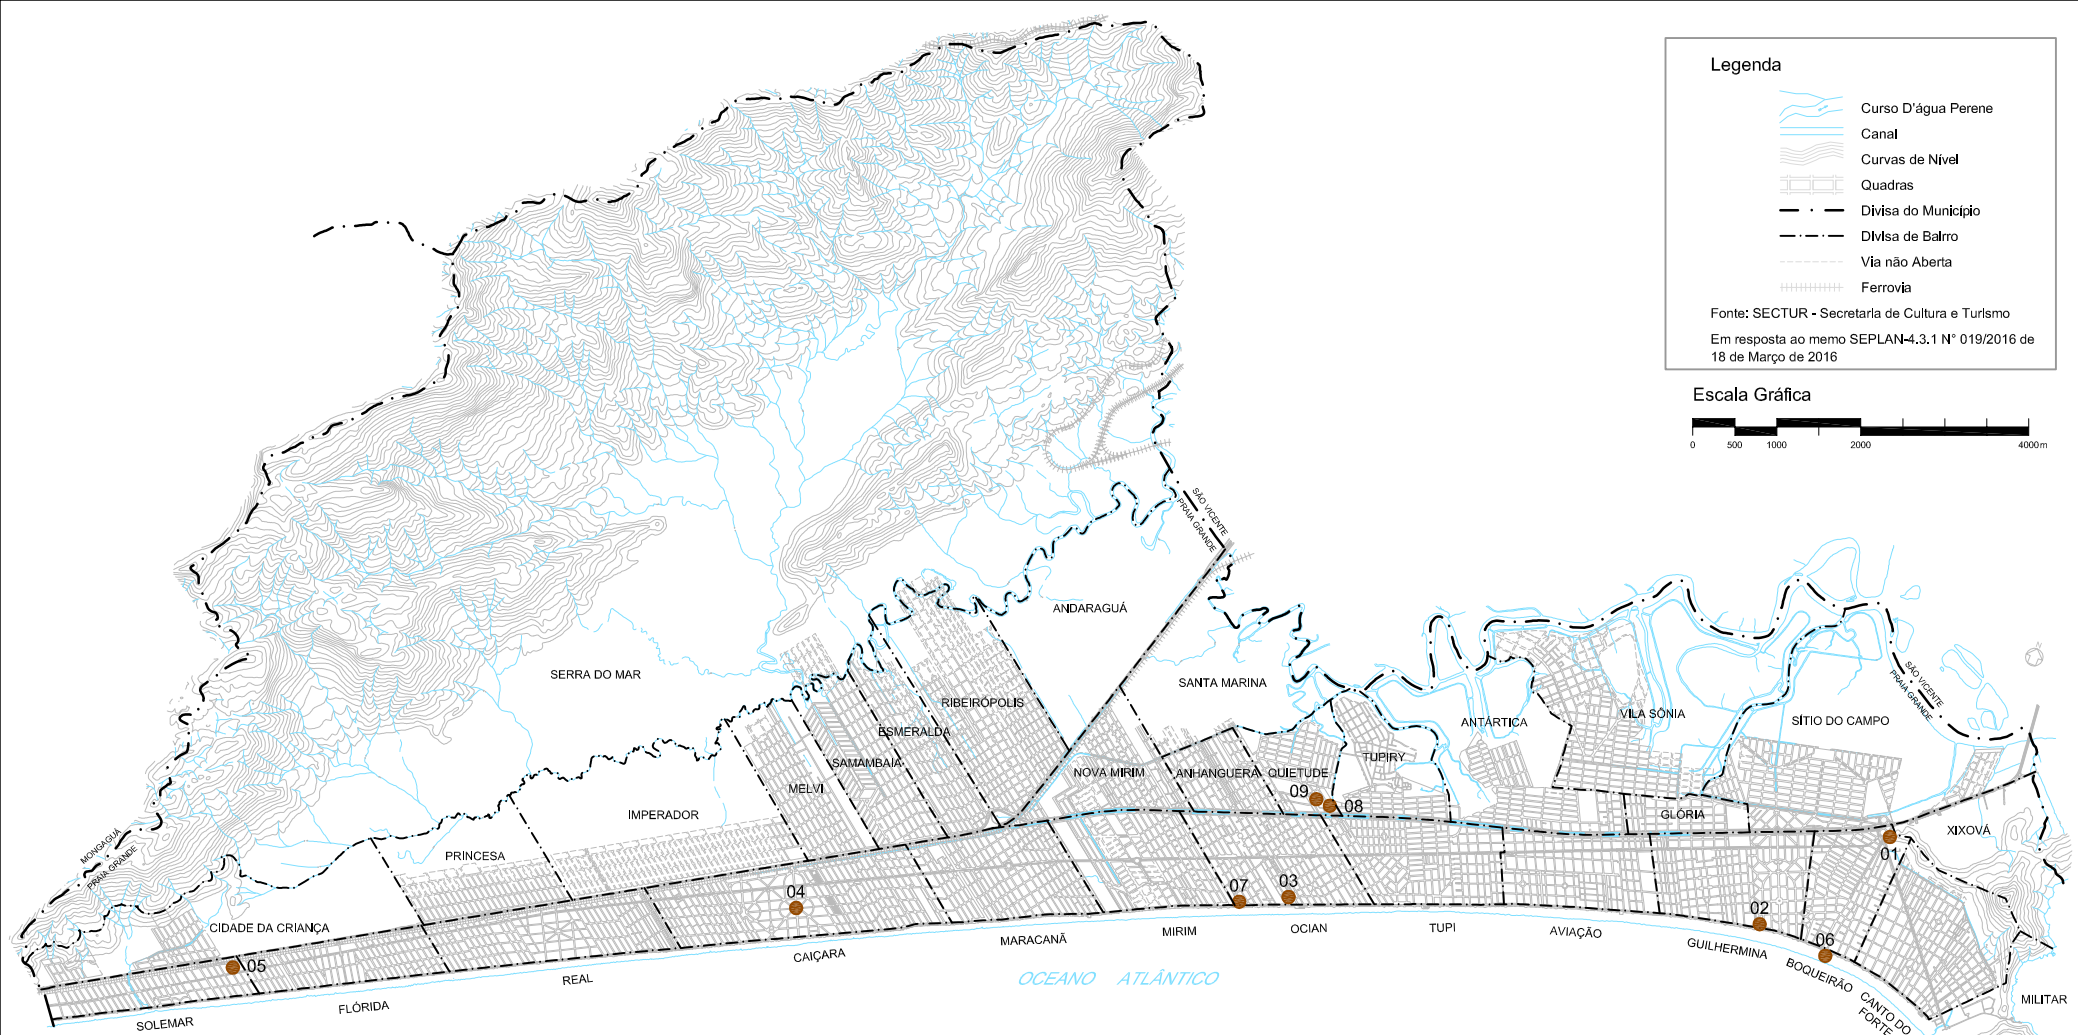 Legenda
Curso D'água Perene
Canal
Curvas de Nível
Quadras
Divisa do Município
Divisa de Bairro
Via não Aberta
Ferrovia
Fonte: SECTUR - Secretaria de Cultura e Turismo
Em resposta ao memo SEPLAN-4.3.1 N° 019/2016 de
18 de Março de 2016
Escala Gráfica
0 500 1000 2000 4000m
SÃO VICENTE
PRAIA GRANDE
ANDARAGUÁ
SERRA DO MAR
SANTA MARINA
RIBEIRÓPOLIS
ESMERALDA
SAMAMBAIA
MELVI
IMPERADOR
PRINCESA
MONGAGUÁ
PRAIA GRANDE
CIDADE DA CRIANÇA
NOVA MIRIM
ANHANGUERA
QUIETUDE
TUPIRY
ANTÁRTICA
VILA SÔNIA
SÍTIO DO CAMPO
SÃO VICENTE
PRAIA GRANDE
GLÓRIA
XIXOVÁ
09
08
01
04
07
03
02
06
05
SOLEMAR
FLÓRIDA
REAL
CAIÇARA
MARACANÃ
MIRIM
OCIAN
TUPI
AVIAÇÃO
GUILHERMINA
BOQUEIRÃO
CANTO DO
FORTE
MILITAR
OCEANO ATLÂNTICO